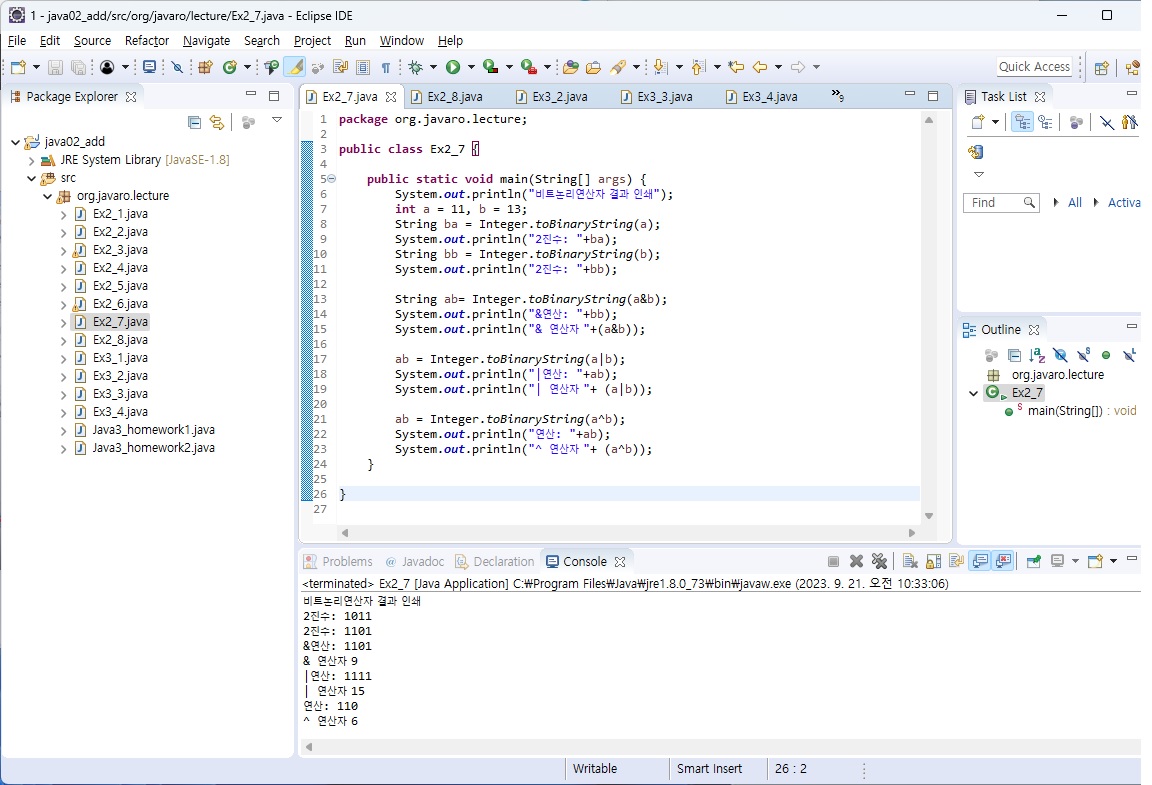 1 - java02_add/src/org/javaro/lecture/Ex2_7.java - Eclipse IDE
File Edit Source Refactor Navigate Search Project Run Window Help
Quick Access
Package Explorer
java02_add
JRE System Library [JavaSE-1.8]
src
org.javaro.lecture
Ex2_1.java
Ex2_2.java
Ex2_3.java
Ex2_4.java
Ex2_5.java
Ex2_6.java
Ex2_7.java
Ex2_8.java
Ex3_1.java
Ex3_2.java
Ex3_3.java
Ex3_4.java
Java3_homework1.java
Java3_homework2.java
Ex2_7.java Ex2_8.java Ex3_2.java Ex3_3.java Ex3_4.java »9
1 package org.javaro.lecture;
2
3 public class Ex2_7 {
4
5 public static void main(String[] args) {
6 System.out.println("비트논리연산자 결과 인쇄");
7 int a = 11, b = 13;
8 String ba = Integer.toBinaryString(a);
9 System.out.println("2진수: "+ba);
10 String bb = Integer.toBinaryString(b);
11 System.out.println("2진수: "+bb);
12
13 String ab= Integer.toBinaryString(a&b);
14 System.out.println("&연산: "+bb);
15 System.out.println("& 연산자 "+(a&b));
16
17 ab = Integer.toBinaryString(a|b);
18 System.out.println("|연산: "+ab);
19 System.out.println("| 연산자 "+ (a|b));
20
21 ab = Integer.toBinaryString(a^b);
22 System.out.println("연산: "+ab);
23 System.out.println("^ 연산자 "+ (a^b));
24 }
25
26 }
27
Task List
Find All Activa
Outline
org.javaro.lecture
Ex2_7
main(String[]) : void
Problems @ Javadoc Declaration Console
<terminated> Ex2_7 [Java Application] C:₩Program Files₩Java₩jre1.8.0_73₩bin₩javaw.exe (2023. 9. 21. 오전 10:33:06)
비트논리연산자 결과 인쇄
2진수: 1011
2진수: 1101
&연산: 1101
& 연산자 9
|연산: 1111
| 연산자 15
연산: 110
^ 연산자 6
Writable Smart Insert 26 : 2